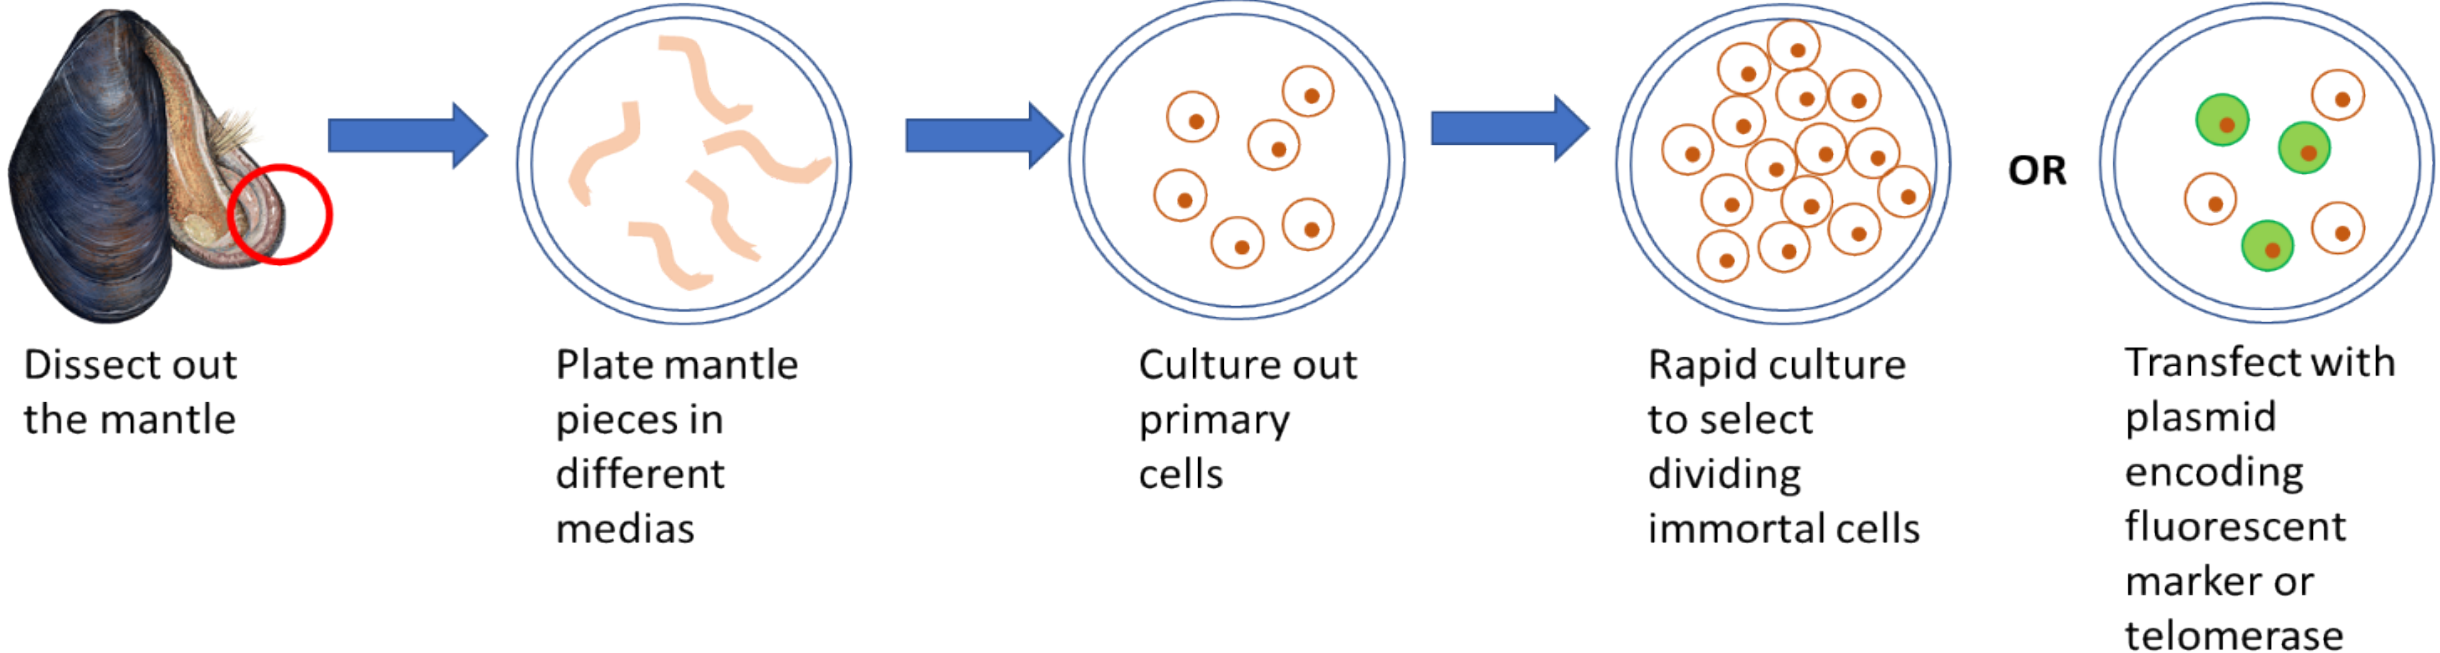 Dissect out
the mantle
Plate mantle
pieces in
different
medias
Culture out
primary
cells
Rapid culture
to select
dividing
immortal cells
OR
Transfect with
plasmid
encoding
fluorescent
marker or
telomerase